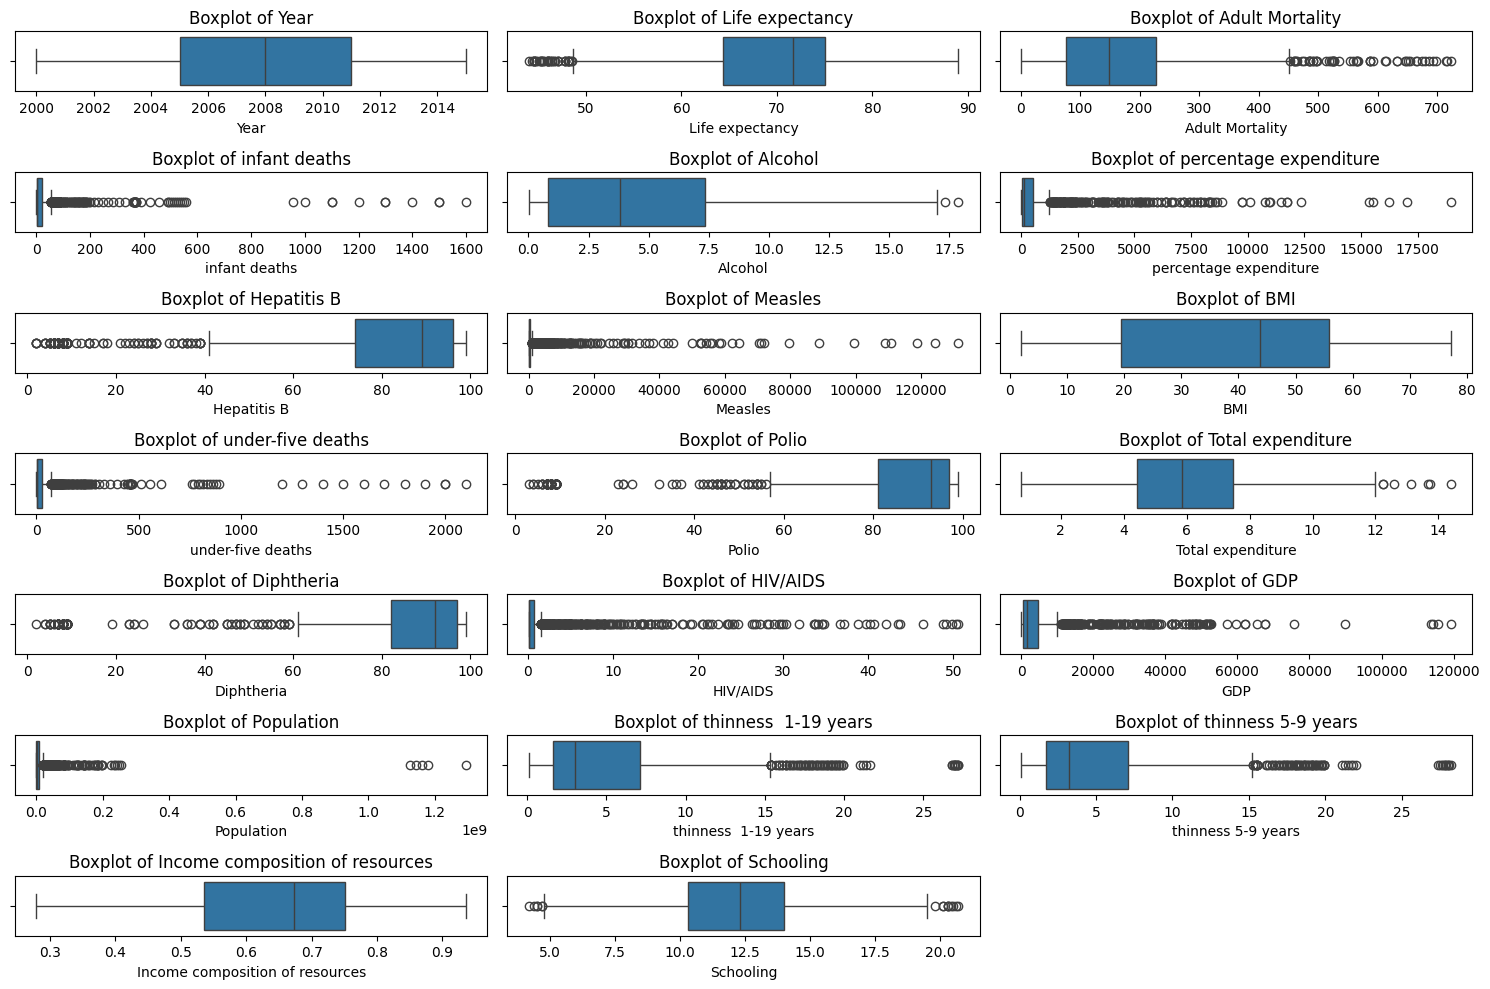 Boxplot of Year
2000 2002 2004 2006 2008 2010 2012 2014
Year
Boxplot of Life expectancy
50 60 70 80 90
Life expectancy
Boxplot of Adult Mortality
0 100 200 300 400 500 600 700
Adult Mortality
Boxplot of infant deaths
0 200 400 600 800 1000 1200 1400 1600
infant deaths
Boxplot of Alcohol
0.0 2.5 5.0 7.5 10.0 12.5 15.0 17.5
Alcohol
Boxplot of percentage expenditure
0 2500 5000 7500 10000 12500 15000 17500
percentage expenditure
Boxplot of Hepatitis B
0 20 40 60 80 100
Hepatitis B
Boxplot of Measles
0 20000 40000 60000 80000 100000 120000
Measles
Boxplot of BMI
0 10 20 30 40 50 60 70 80
BMI
Boxplot of under-five deaths
0 500 1000 1500 2000
under-five deaths
Boxplot of Polio
0 20 40 60 80 100
Polio
Boxplot of Total expenditure
2 4 6 8 10 12 14
Total expenditure
Boxplot of Diphtheria
0 20 40 60 80 100
Diphtheria
Boxplot of HIV/AIDS
0 10 20 30 40 50
HIV/AIDS
Boxplot of GDP
0 20000 40000 60000 80000 100000 120000
GDP
Boxplot of Population
0.0 0.2 0.4 0.6 0.8 1.0 1.2
Population
1e9
Boxplot of thinness  1-19 years
0 5 10 15 20 25
thinness  1-19 years
Boxplot of thinness 5-9 years
0 5 10 15 20 25
thinness 5-9 years
Boxplot of Income composition of resources
0.3 0.4 0.5 0.6 0.7 0.8 0.9
Income composition of resources
Boxplot of Schooling
5.0 7.5 10.0 12.5 15.0 17.5 20.0
Schooling